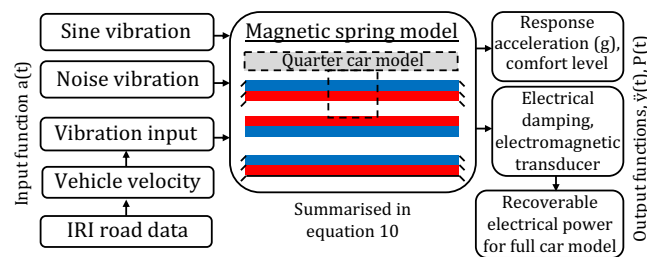 Input function a(t)
Sine vibration
Noise vibration
Vibration input
Vehicle velocity
IRI road data
Magnetic spring model
Quarter car model
Summarised in
equation 10
Response
acceleration (g),
comfort level
Electrical
damping,
electromagnetic
transducer
Recoverable
electrical power
for full car model
Output functions, ÿ(t), P(t)